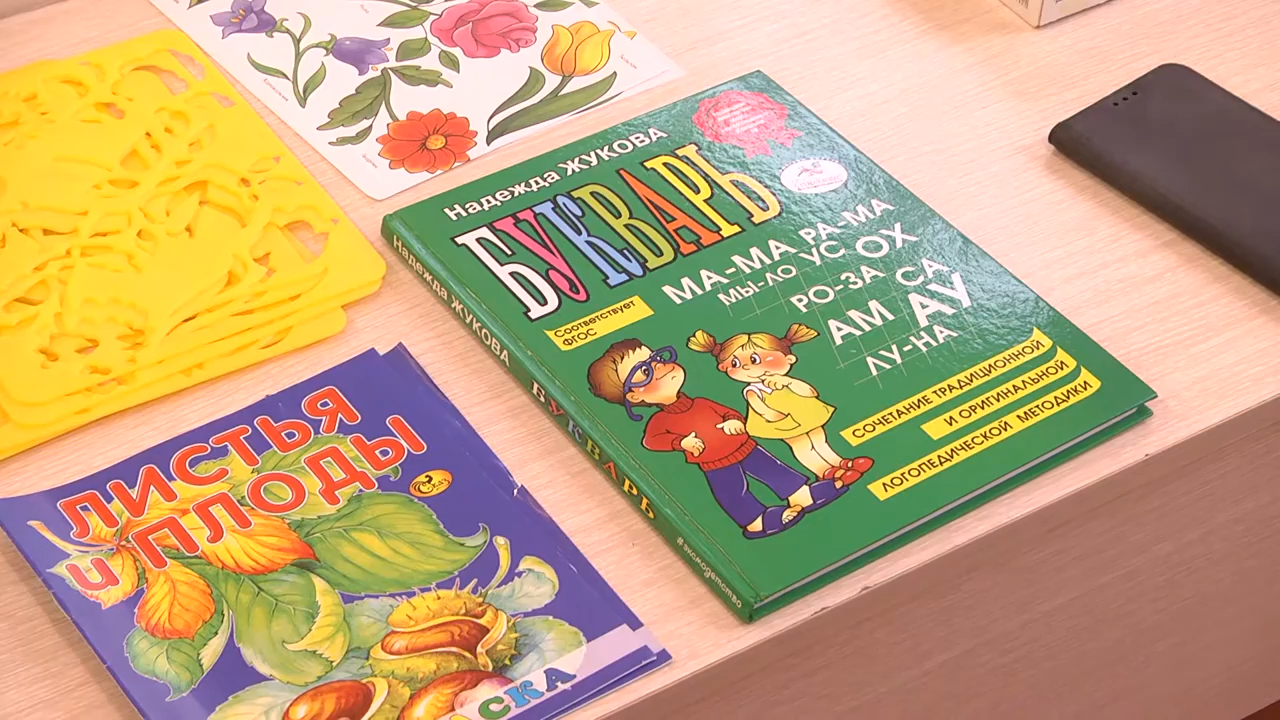 Надежда ЖУКОВА
БУКВАРЬ
МА-МА РА-МА
МЫ-ЛО УС ОХ
РО-ЗА СА
АМ АУ
ЛУ-НА
Соответствует
ФГОС
СОЧЕТАНИЕ ТРАДИЦИОННОЙ
И ОРИГИНАЛЬНОЙ
ЛОГОПЕДИЧЕСКОЙ МЕТОДИКИ
Надежда ЖУКОВА БУКВАРЬ #эксмодетство
ЛИСТЬЯ
и ПЛОДЫ